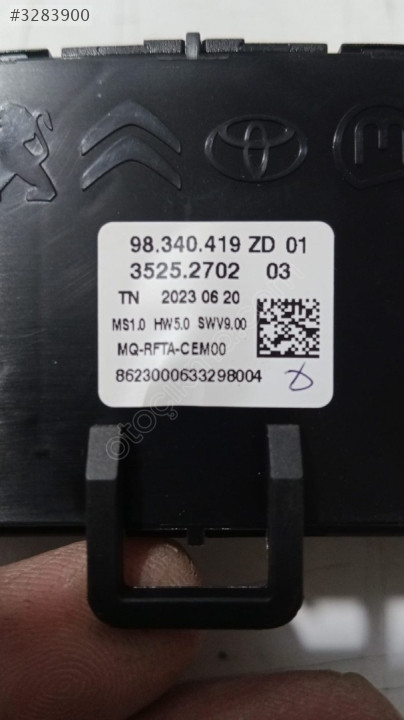 #3283900
98.340.419 ZD 01
3525.2702 03
TN 2023 06 20
MS1.0 HW5.0 SWV9.00
MQ-RFTA-CEM00
8623000633298004